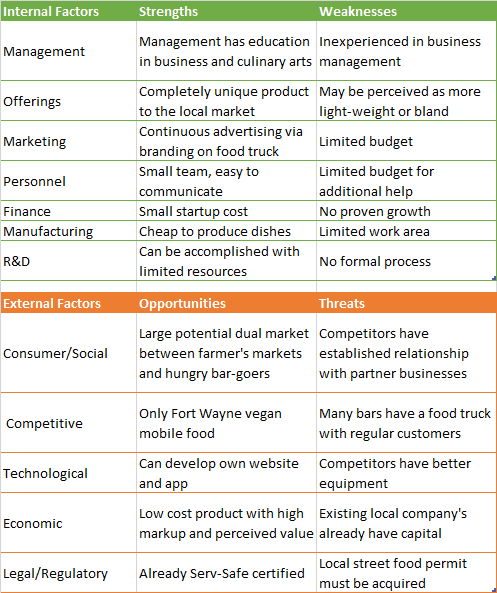 Internal Factors Strengths Weaknesses
Management
Management has education
in business and culinary arts
Inexperienced in business
management
Offerings
Completely unique product
to the local market
May be perceived as more
light-weight or bland
Marketing
Continuous advertising via
branding on food truck
Limited budget
Personnel
Small team, easy to
communicate
Limited budget for
additional help
Finance
Small startup cost
No proven growth
Manufacturing
Cheap to produce dishes
Limited work area
R&D
Can be accomplished with
limited resources
No formal process
External Factors Opportunities Threats
Consumer/Social
Large potential dual market
between farmer's markets
and hungry bar-goers
Competitors have
established relationship
with partner businesses
Competitive
Only Fort Wayne vegan
mobile food
Many bars have a food truck
with regular customers
Technological
Can develop own website
and app
Competitors have better
equipment
Economic
Low cost product with high
markup and perceived value
Existing local company's
already have capital
Legal/Regulatory
Already Serv-Safe certified
Local street food permit
must be acquired